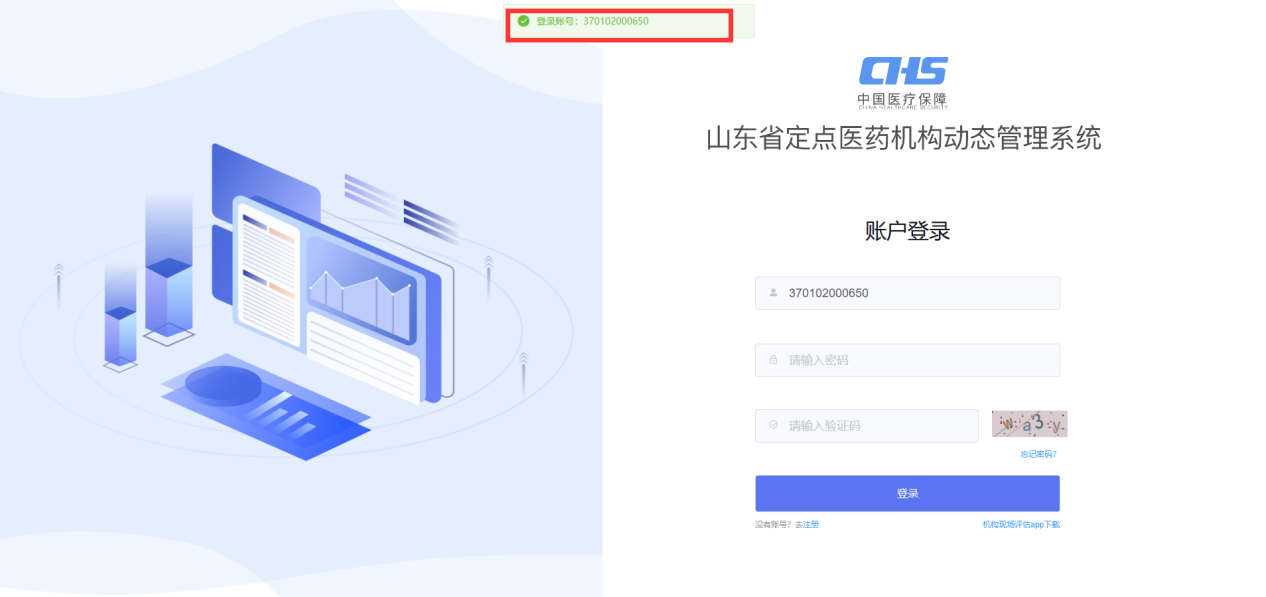 登录账号：370102000650
CHS
中国医疗保障
CHINA HEALTHCARE SECURITY
山东省定点医药机构动态管理系统
账户登录
370102000650
请输入密码
请输入验证码
wa3y
忘记密码?
登录
没有账号？去注册
机构现场评估app下载